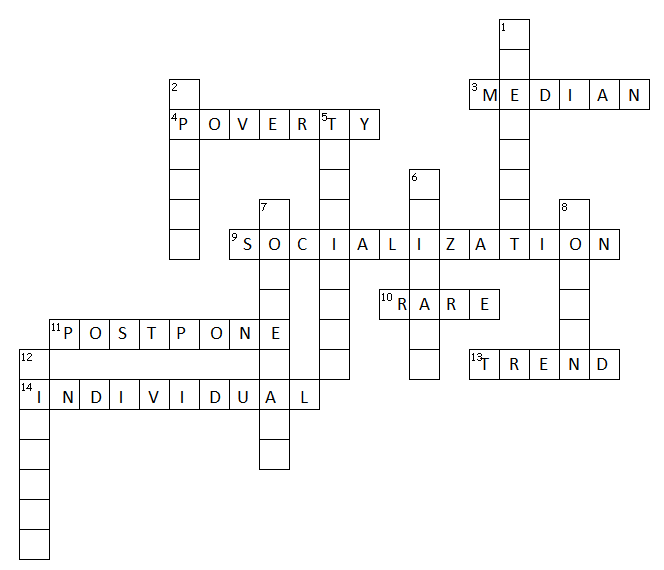 1
2
3 MEDIAN
4 POVERTY 5
6
7
8
9 SOCIALIZATION
10 RARE
11 POSTPONE
12
13 TREND
14 INDIVIDUAL